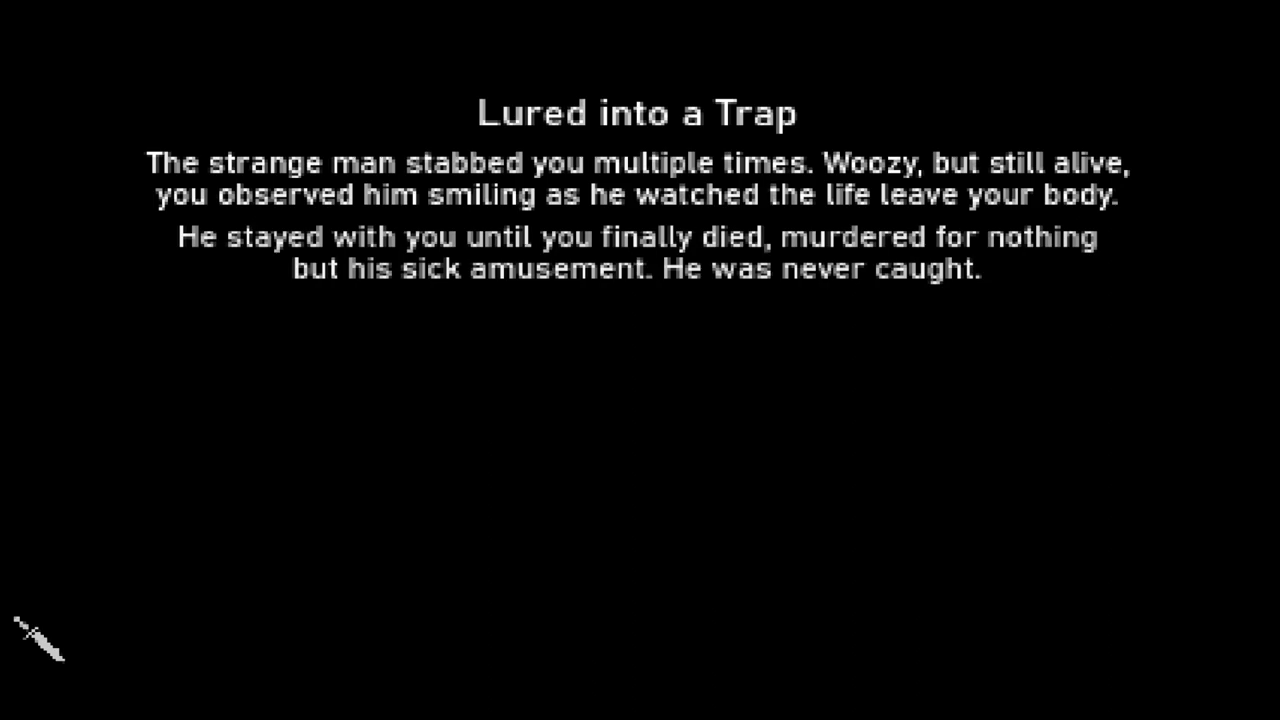 Lured into a Trap
The strange man stabbed you multiple times. Woozy, but still alive,
you observed him smiling as he watched the life leave your body.
He stayed with you until you finally died, murdered for nothing
but his sick amusement. He was never caught.